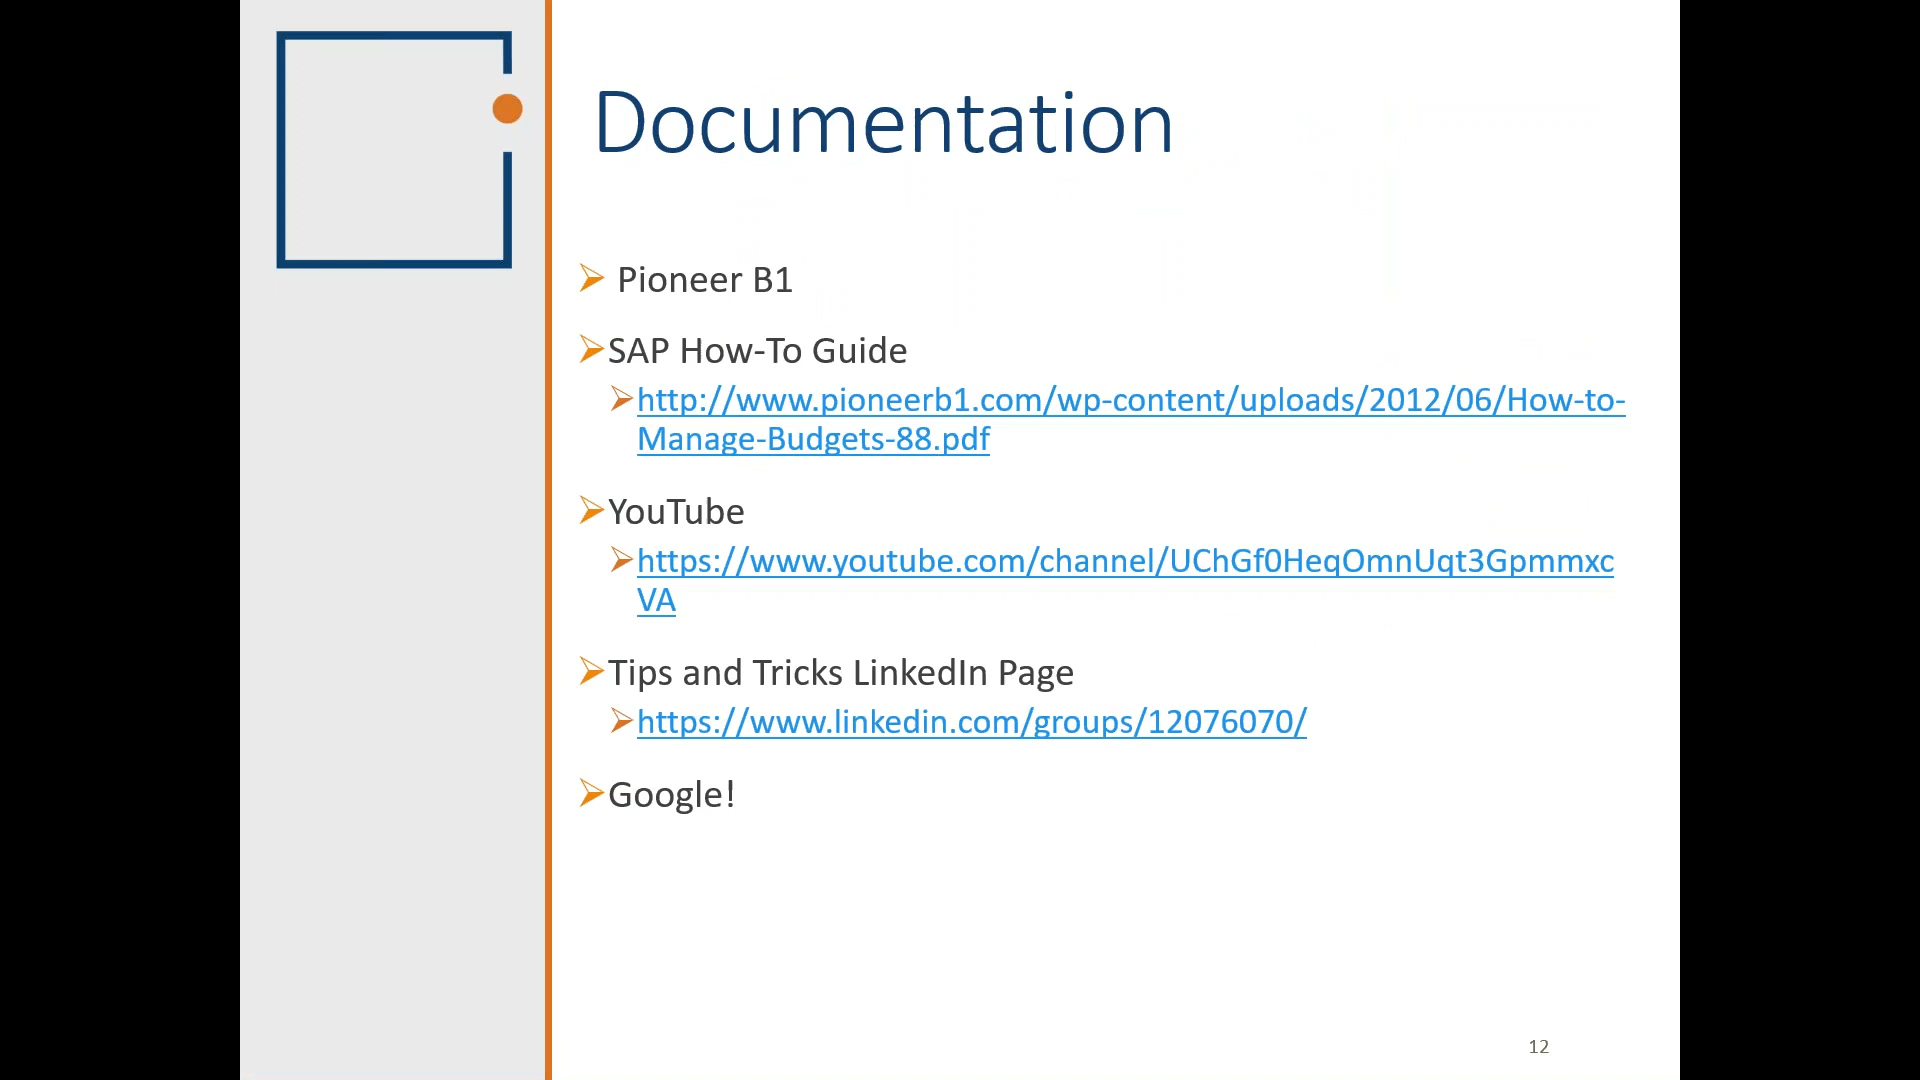 Documentation
Pioneer B1
SAP How-To Guide
http://www.pioneerb1.com/wp-content/uploads/2012/06/How-to-
Manage-Budgets-88.pdf
YouTube
https://www.youtube.com/channel/UChGf0HeqOmnUqt3Gpmmxc
VA
Tips and Tricks LinkedIn Page
https://www.linkedin.com/groups/12076070/
Google!
12